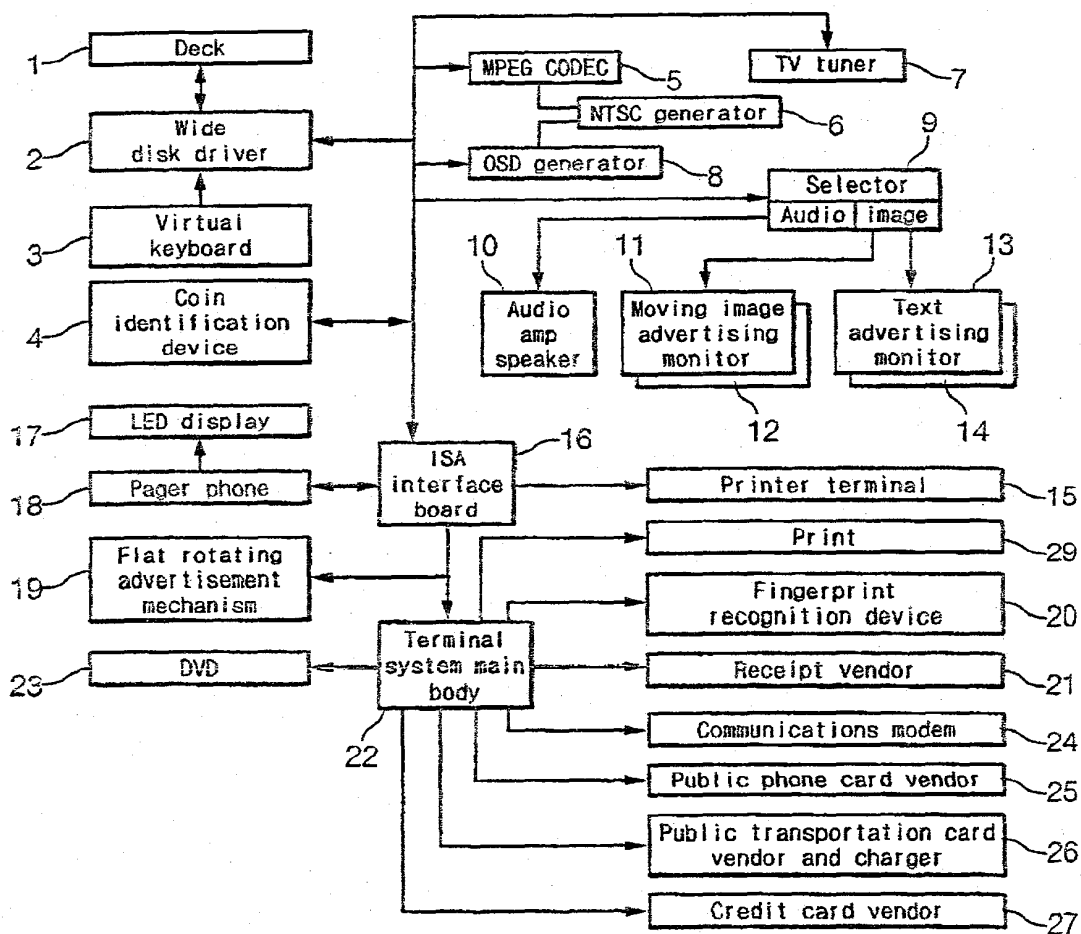 1
Deck
2
Wide
disk driver
3
Virtual
keyboard
4
Coin
identification
device
MPEG CODEC
5
NTSC generator
6
TV tuner
7
OSD generator
8
9
Selector
Audio
image
10
Audio
amp
speaker
11
Moving image
advertising
monitor
12
13
Text
advertising
monitor
14
17
LED display
18
Pager phone
16
ISA
interface
board
Printer terminal
15
19
Flat rotating
advertisement
mechanism
Print
29
Fingerprint
recognition device
20
23
DVD
Terminal
system main
body
22
Receipt vendor
21
Communications modem
24
Public phone card vendor
25
Public transportation card
vendor and charger
26
Credit card vendor
27